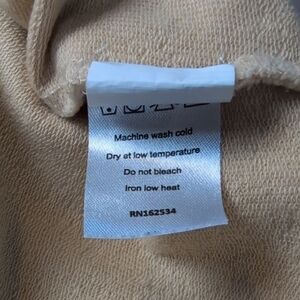 Machine wash cold
Dry at low temperature
Do not bleach
Iron low heat
RN162534